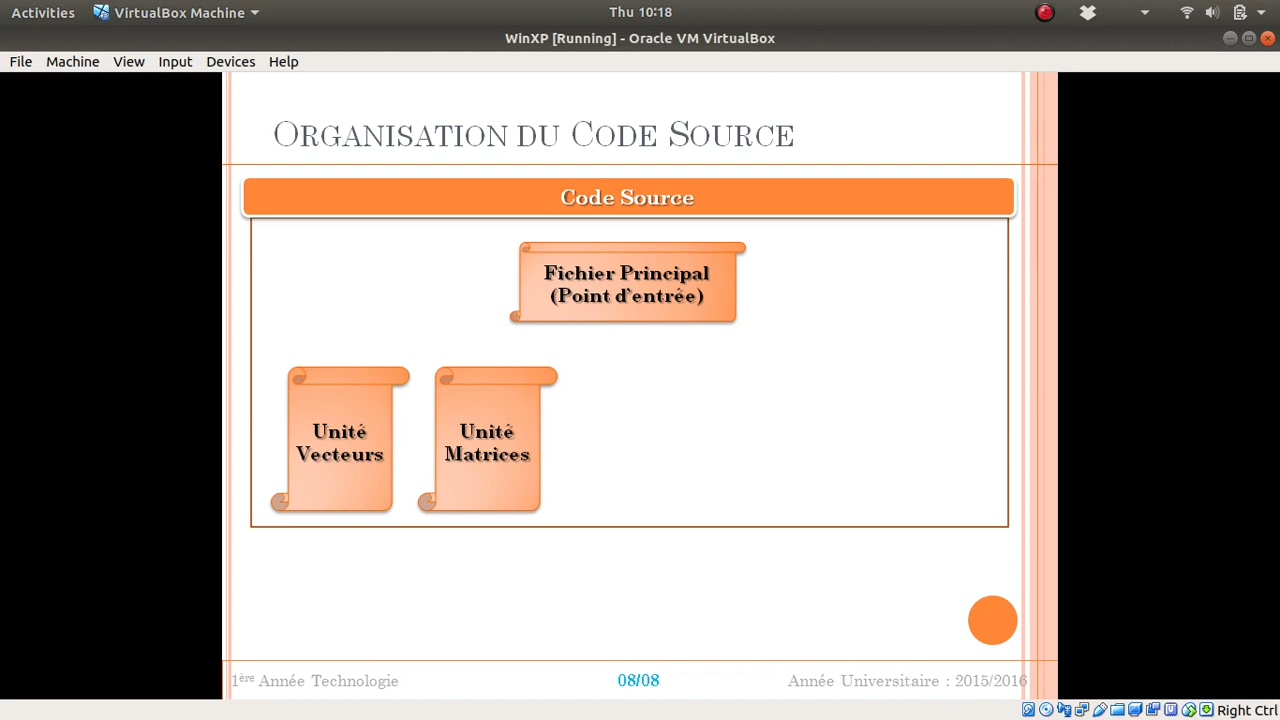 Activities VirtualBox Machine Thu 10:18
WinXP [Running] - Oracle VM VirtualBox
File Machine View Input Devices Help
ORGANISATION DU CODE SOURCE
Code Source
Fichier Principal
(Point d'entrée)
Unité
Vecteurs
Unité
Matrices
1ère Année Technologie 08/08 Année Universitaire : 2015/2016
Right Ctrl